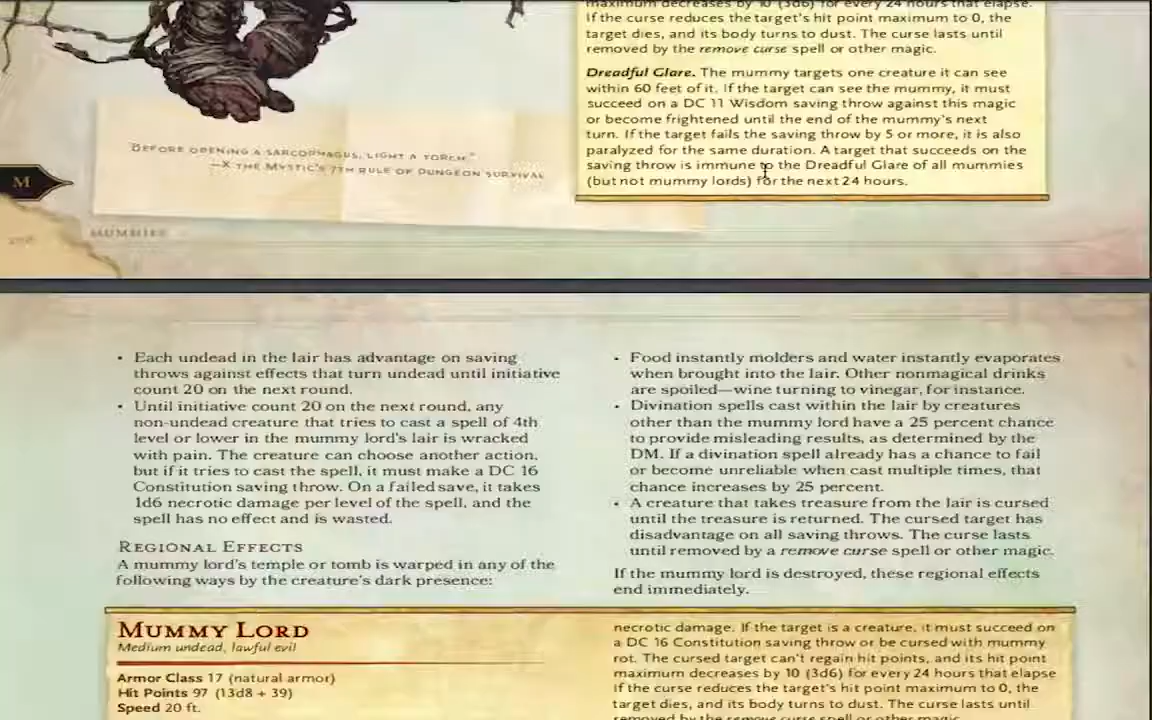 maximum decreases by 10 (3d6) for every 24 hours that elapse.
If the curse reduces the target's hit point maximum to 0, the
target dies, and its body turns to dust. The curse lasts until
removed by the remove curse spell or other magic.
Dreadful Glare. The mummy targets one creature it can see
within 60 feet of it. If the target can see the mummy, it must
succeed on a DC 11 Wisdom saving throw against this magic
or become frightened until the end of the mummy's next
turn. If the target fails the saving throw by 5 or more, it is also
paralyzed for the same duration. A target that succeeds on the
saving throw is immune to the Dreadful Glare of all mummies
(but not mummy lords) for the next 24 hours.
"Before opening a sarcophagus, light a torch."
—X the Mystic's 7th rule of dungeon survival
M
MUMMIES
• Each undead in the lair has advantage on saving
throws against effects that turn undead until initiative
count 20 on the next round.
• Until initiative count 20 on the next round, any
non-undead creature that tries to cast a spell of 4th
level or lower in the mummy lord's lair is wracked
with pain. The creature can choose another action,
but if it tries to cast the spell, it must make a DC 16
Constitution saving throw. On a failed save, it takes
1d6 necrotic damage per level of the spell, and the
spell has no effect and is wasted.
Regional Effects
A mummy lord's temple or tomb is warped in any of the
following ways by the creature's dark presence:
• Food instantly molders and water instantly evaporates
when brought into the lair. Other nonmagical drinks
are spoiled—wine turning to vinegar, for instance.
• Divination spells cast within the lair by creatures
other than the mummy lord have a 25 percent chance
to provide misleading results, as determined by the
DM. If a divination spell already has a chance to fail
or become unreliable when cast multiple times, that
chance increases by 25 percent.
• A creature that takes treasure from the lair is cursed
until the treasure is returned. The cursed target has
disadvantage on all saving throws. The curse lasts
until removed by a remove curse spell or other magic.
If the mummy lord is destroyed, these regional effects
end immediately.
Mummy Lord
Medium undead, lawful evil
Armor Class 17 (natural armor)
Hit Points 97 (13d8 + 39)
Speed 20 ft.
necrotic damage. If the target is a creature, it must succeed on
a DC 16 Constitution saving throw or be cursed with mummy
rot. The cursed target can't regain hit points, and its hit point
maximum decreases by 10 (3d6) for every 24 hours that elapse
If the curse reduces the target's hit point maximum to 0, the
target dies, and its body turns to dust. The curse lasts until
removed by the remove curse spell or other magic.